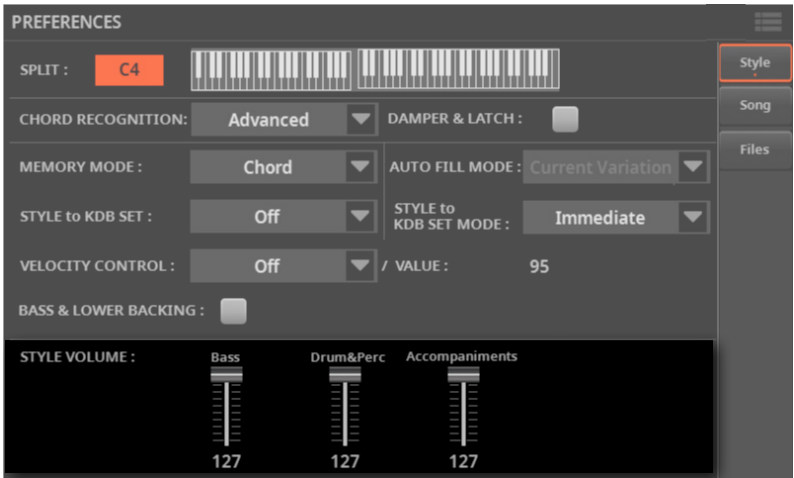 PREFERENCES
SPLIT : C4
Style
Song
Files
CHORD RECOGNITION: Advanced DAMPER & LATCH :
MEMORY MODE : Chord AUTO FILL MODE : Current Variation
STYLE to KDB SET : Off STYLE to
KDB SET MODE : Immediate
VELOCITY CONTROL : Off / VALUE : 95
BASS & LOWER BACKING :
STYLE VOLUME : Bass Drum&Perc Accompaniments
127 127 127